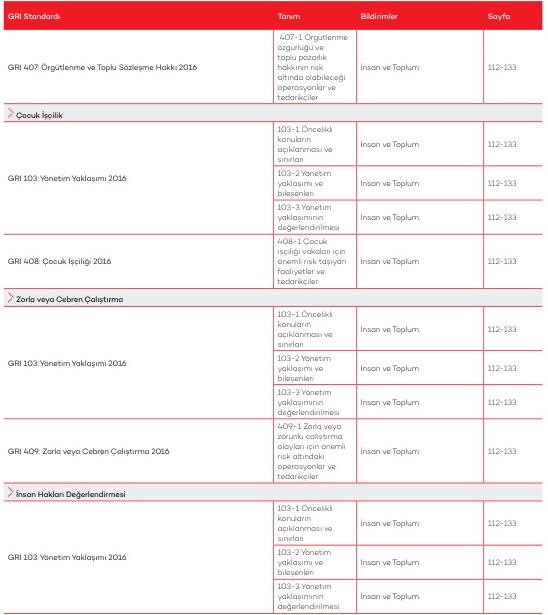 GRI Standardı Tanım Bildirimler Sayfa
407-1 Örgütlenme
özgürlüğü ve
toplu pazarlık
hakkının risk
altında olabileceği
operasyonlar ve
tedarikçiler
GRI 407: Örgütlenme ve Toplu Sözleşme Hakkı 2016 İnsan ve Toplum 112-133
Çocuk İşçilik
GRI 103: Yönetim Yaklaşımı 2016
103-1 Öncelikli
konuların
açıklanması ve
sınırları
İnsan ve Toplum 112-133
103-2 Yönetim
yaklaşımı ve
bileşenleri
İnsan ve Toplum 112-133
103-3 Yönetim
yaklaşımının
değerlendirilmesi
İnsan ve Toplum 112-133
GRI 408: Çocuk İşçiliği 2016
408-1 Çocuk
işçiliği vakaları için
önemli risk taşıyan
faaliyetler ve
tedarikçiler
İnsan ve Toplum 112-133
Zorla veya Cebren Çalıştırma
GRI 103: Yönetim Yaklaşımı 2016
103-1 Öncelikli
konuların
açıklanması ve
sınırları
İnsan ve Toplum 112-133
103-2 Yönetim
yaklaşımı ve
bileşenleri
İnsan ve Toplum 112-133
103-3 Yönetim
yaklaşımının
değerlendirilmesi
İnsan ve Toplum 112-133
GRI 409: Zorla veya Cebren Çalıştırma 2016
409-1 Zorla veya
zorunlu çalıştırma
olayları için önemli
risk altındaki
operasyonlar ve
tedarikçiler
İnsan ve Toplum 112-133
İnsan Hakları Değerlendirmesi
GRI 103: Yönetim Yaklaşımı 2016
103-1 Öncelikli
konuların
açıklanması ve
sınırları
İnsan ve Toplum 112-133
103-2 Yönetim
yaklaşımı ve
bileşenleri
İnsan ve Toplum 112-133
103-3 Yönetim
yaklaşımının
değerlendirilmesi
İnsan ve Toplum 112-133